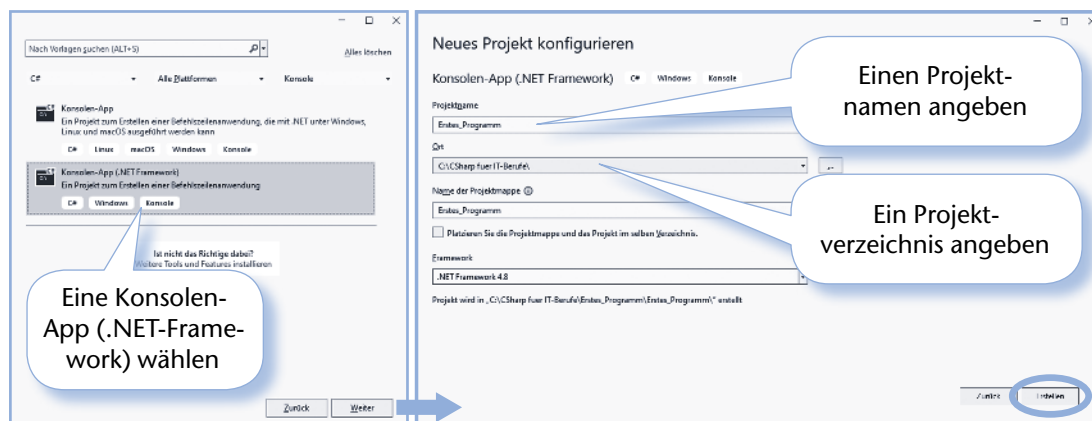 Nach Vorlagen suchen (ALT+S)
Alles löschen
C#
Alle Plattformen
Konsole
Konsolen-App
Ein Projekt zum Erstellen einer Befehlszeilenanwendung, die mit .NET unter Windows,
Linux und macOS ausgeführt werden kann
C# Linux macOS Windows Konsole
Konsolen-App (.NET Framework)
Ein Projekt zum Erstellen einer Befehlszeilenanwendung
C# Windows Konsole
Ist nicht das Richtige dabei?
Weitere Tools und Features installieren
Eine Konsolen-
App (.NET-Frame-
work) wählen
Zurück Weiter
Neues Projekt konfigurieren
Konsolen-App (.NET Framework) C# Windows Konsole
Projektname
Erstes_Programm
Ort
C:\CSharp fuer IT-Berufe\
...
Name der Projektmappe
Erstes_Programm
Platzieren Sie die Projektmappe und das Projekt im selben Verzeichnis.
Framework
.NET Framework 4.8
Projekt wird in „C:\CSharp fuer IT-Berufe\Erstes_Programm\Erstes_Programm\" erstellt
Einen Projekt-
namen angeben
Ein Projekt-
verzeichnis angeben
Zurück Erstellen